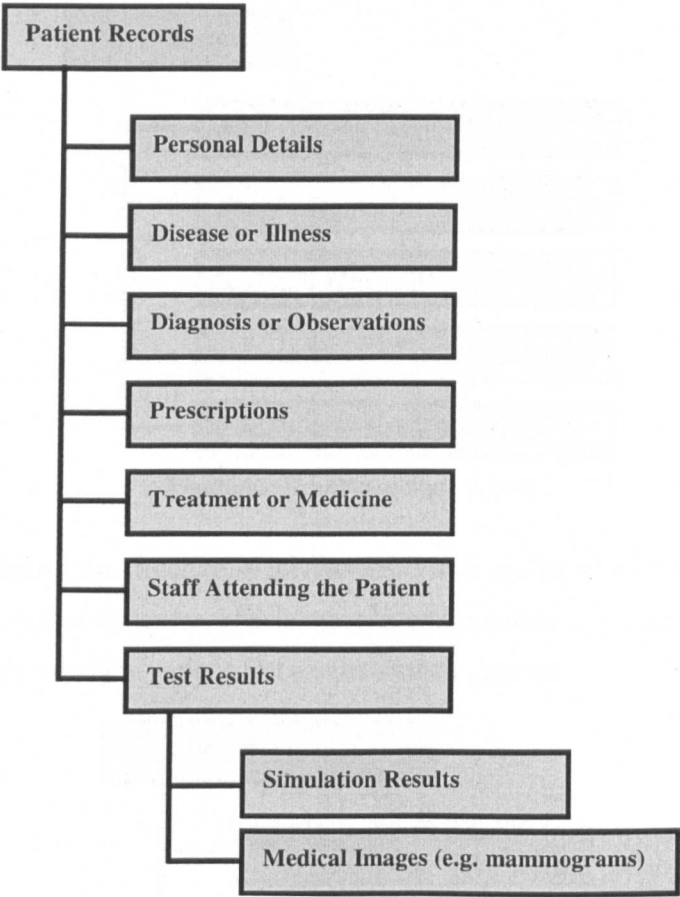 Patient Records
Personal Details
Disease or Illness
Diagnosis or Observations
Prescriptions
Treatment or Medicine
Staff Attending the Patient
Test Results
Simulation Results
Medical Images (e.g. mammograms)